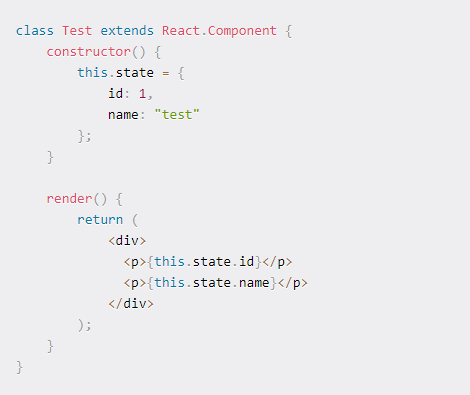 class Test extends React.Component {
    constructor() {
        this.state = {
            id: 1,
            name: "test"
        };
    }

    render() {
        return (
            <div>
              <p>{this.state.id}</p>
              <p>{this.state.name}</p>
            </div>
        );
    }
}